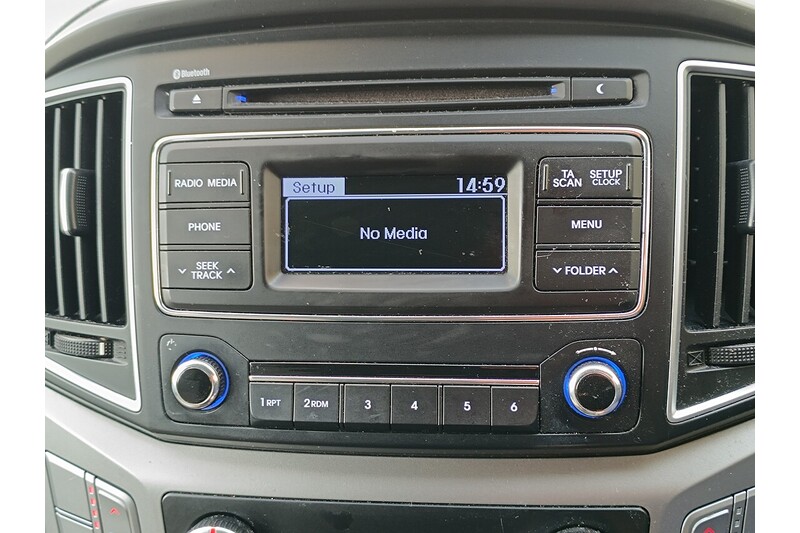 Bluetooth
RADIO MEDIA
PHONE
SEEK
TRACK
Setup 14:59
No Media
TA
SCAN
SETUP
CLOCK
MENU
FOLDER
1 RPT
2 RDM
3
4
5
6